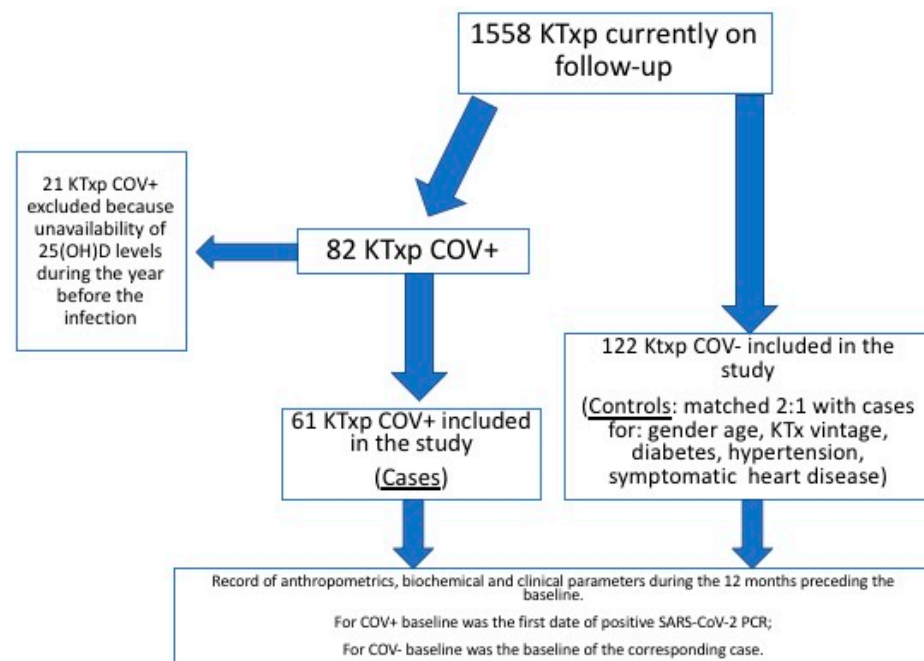 1558 KTxp currently on
follow-up
21 KTxp COV+
excluded because
unavailability of
25(OH)D levels
during the year
before the
infection
82 KTxp COV+
122 Ktxp COV- included in the
study
(Controls: matched 2:1 with cases
for: gender age, KTx vintage,
diabetes, hypertension,
symptomatic heart disease)
61 KTxp COV+ included
in the study
(Cases)
Record of anthropometrics, biochemical and clinical parameters during the 12 months preceding the
baseline.
For COV+ baseline was the first date of positive SARS-CoV-2 PCR;
For COV- baseline was the baseline of the corresponding case.